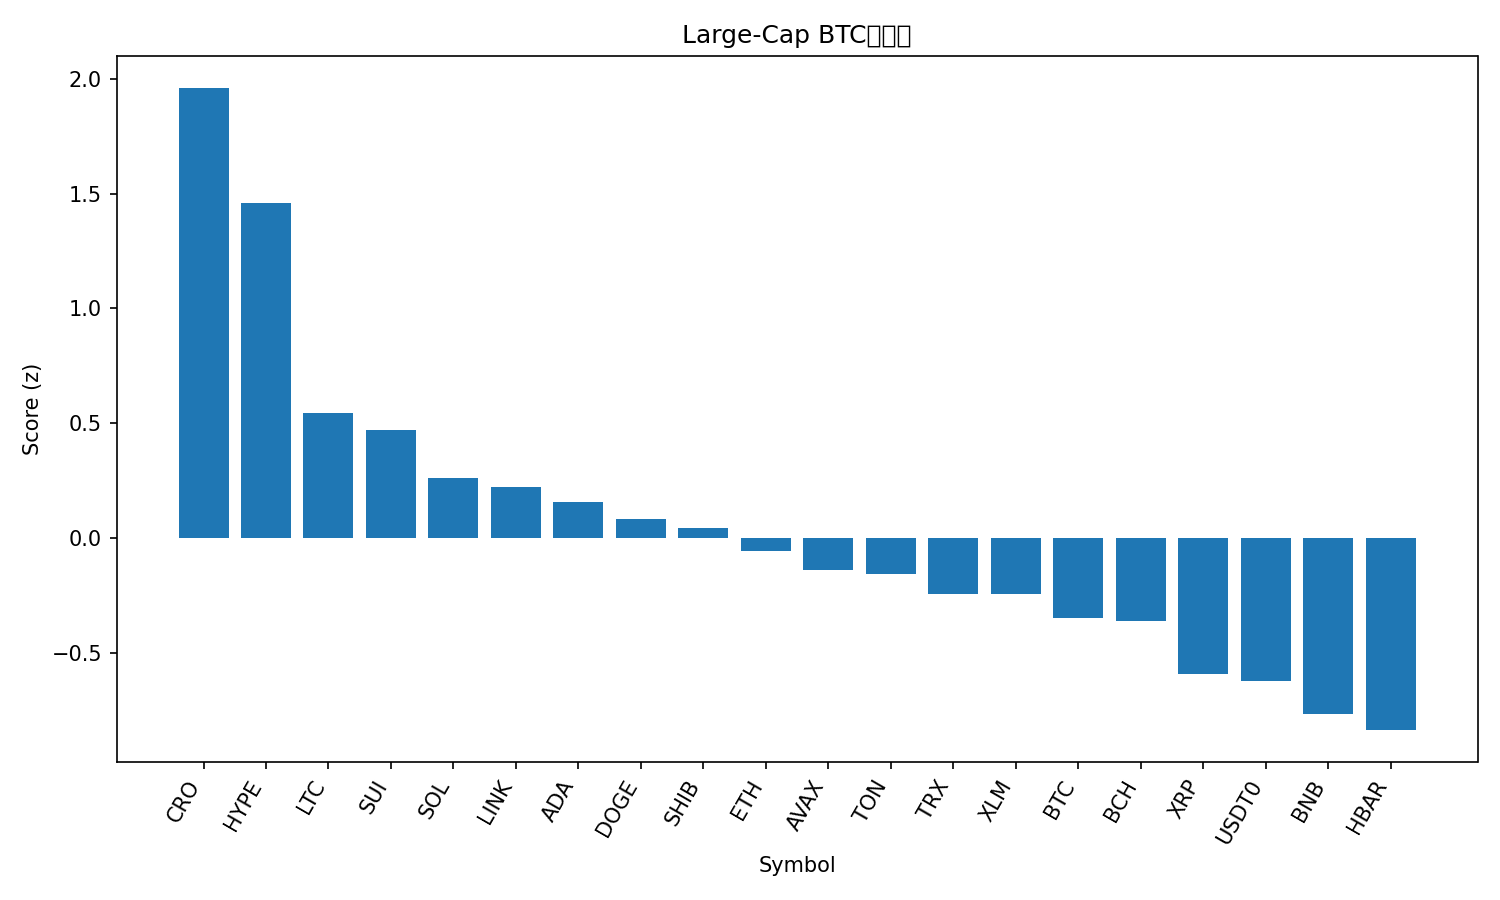 Large-Cap BTC
2.0
1.5
1.0
0.5
0.0
−0.5
Score (z)
CRO
HYPE
LTC
SUI
SOL
LINK
ADA
DOGE
SHIB
ETH
AVAX
TON
TRX
XLM
BTC
BCH
XRP
USDT0
BNB
HBAR
Symbol